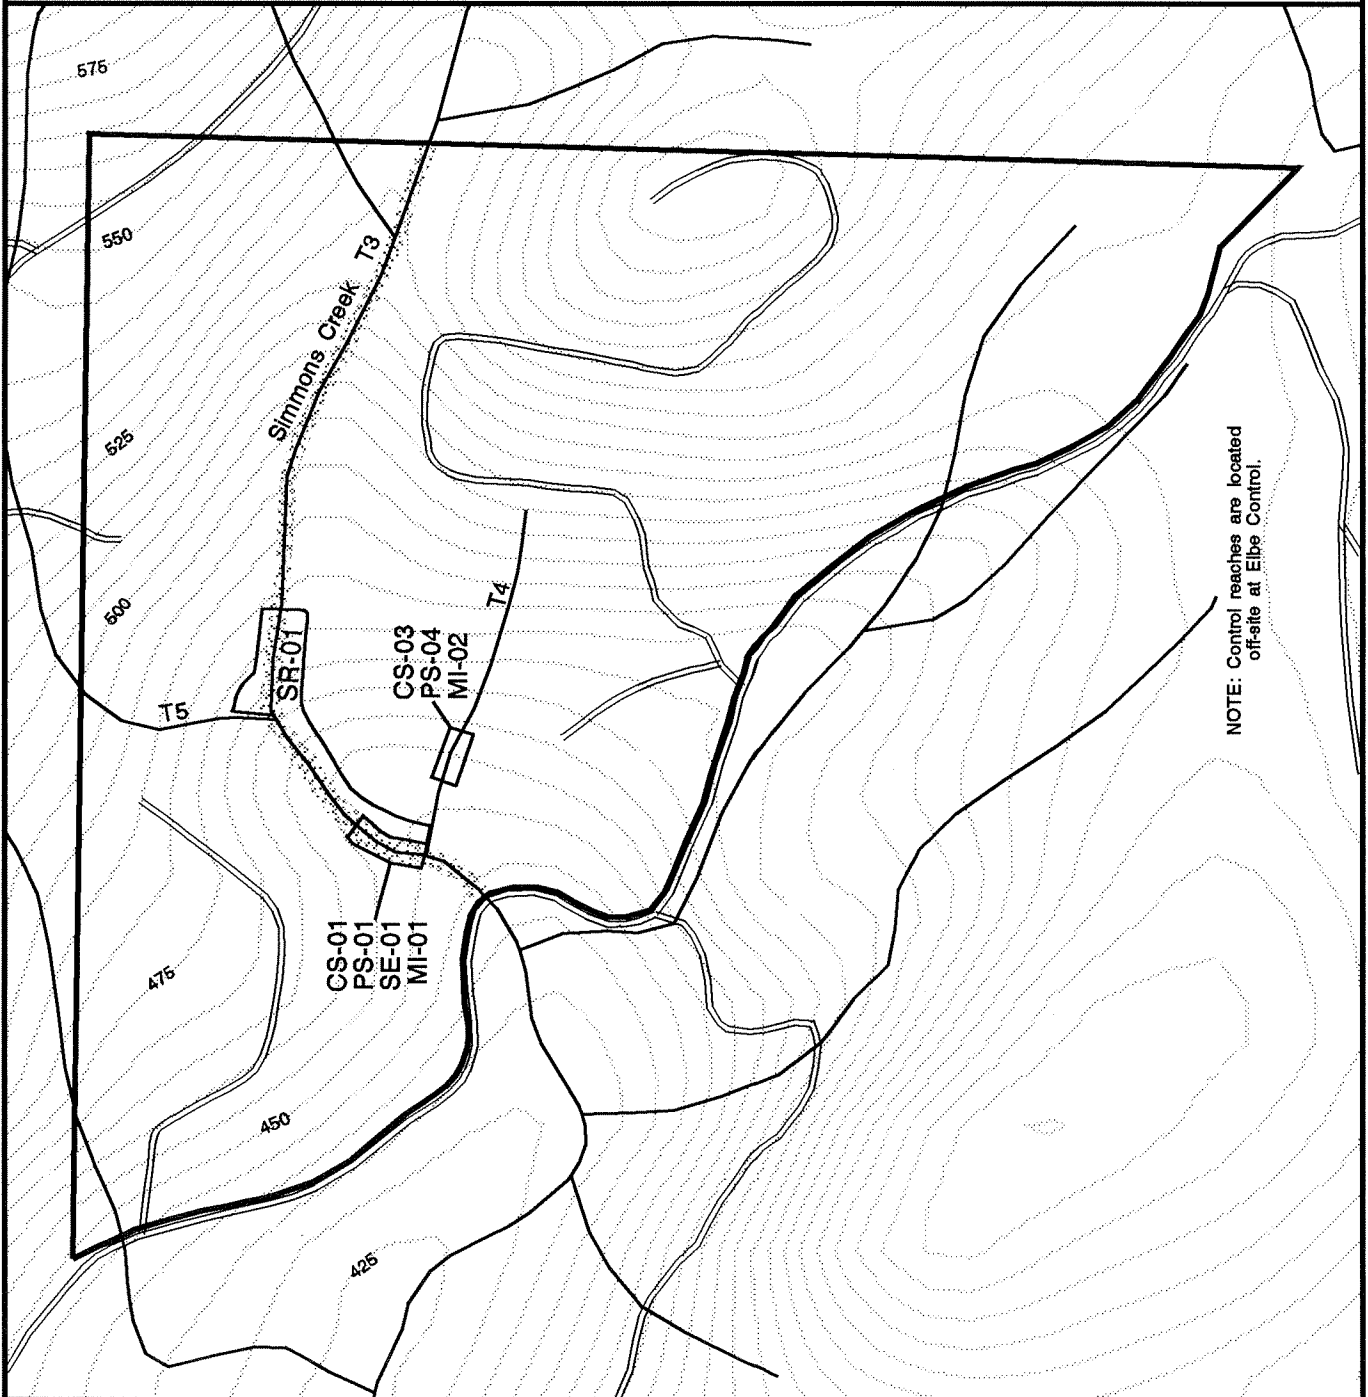 575
550
525
500
475
450
425
Simmons Creek
T3
T4
T5
SR-01
CS-03
PS-04
MI-02
CS-01
PS-01
SE-01
MI-01
NOTE: Control reaches are located
off-site at Elbe Control.